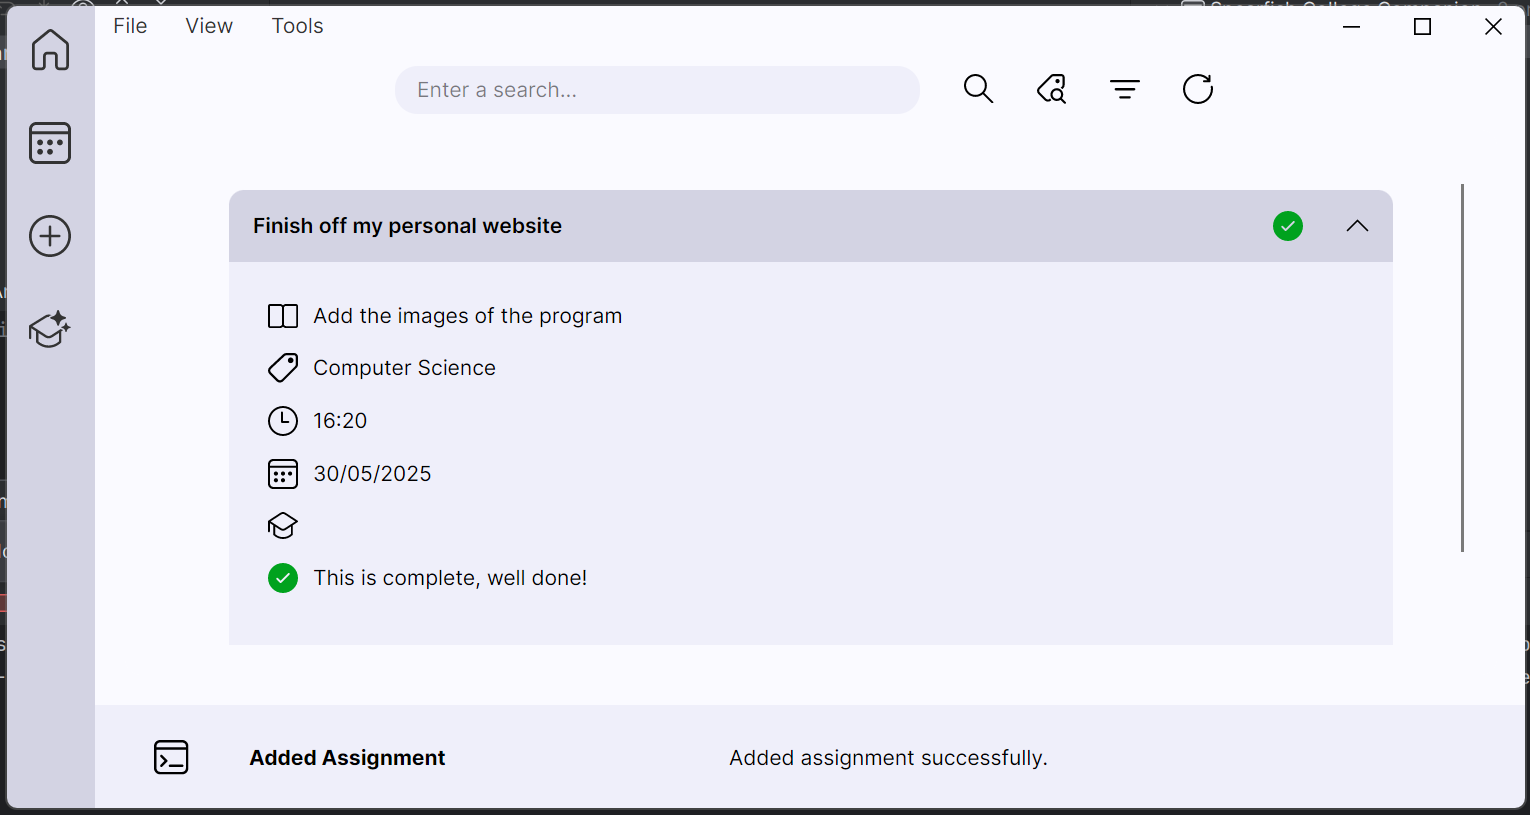 File View Tools
Enter a search...
Finish off my personal website
Add the images of the program
Computer Science
16:20
30/05/2025
This is complete, well done!
Added Assignment Added assignment successfully.